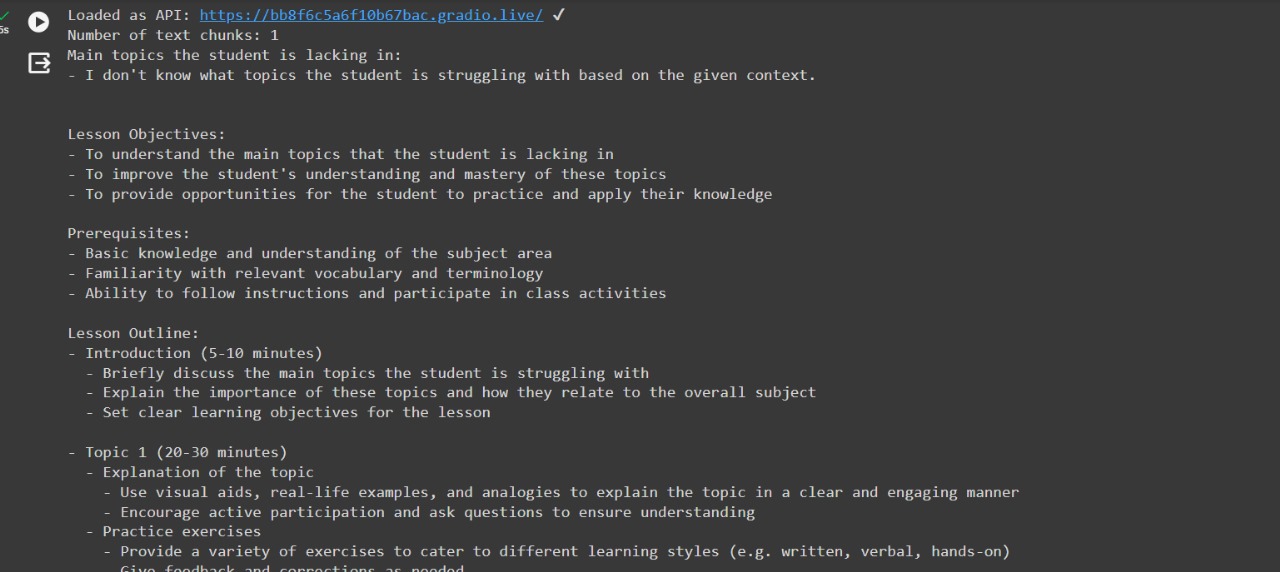 Loaded as API: https://bb8f6c5a6f10b67bac.gradio.live/ ✓
5s
Number of text chunks: 1
Main topics the student is lacking in:
- I don't know what topics the student is struggling with based on the given context.
Lesson Objectives:
- To understand the main topics that the student is lacking in
- To improve the student's understanding and mastery of these topics
- To provide opportunities for the student to practice and apply their knowledge
Prerequisites:
- Basic knowledge and understanding of the subject area
- Familiarity with relevant vocabulary and terminology
- Ability to follow instructions and participate in class activities
Lesson Outline:
- Introduction (5-10 minutes)
- Briefly discuss the main topics the student is struggling with
- Explain the importance of these topics and how they relate to the overall subject
- Set clear learning objectives for the lesson
- Topic 1 (20-30 minutes)
- Explanation of the topic
- Use visual aids, real-life examples, and analogies to explain the topic in a clear and engaging manner
- Encourage active participation and ask questions to ensure understanding
- Practice exercises
- Provide a variety of exercises to cater to different learning styles (e.g. written, verbal, hands-on)
- Give feedback and corrections as needed